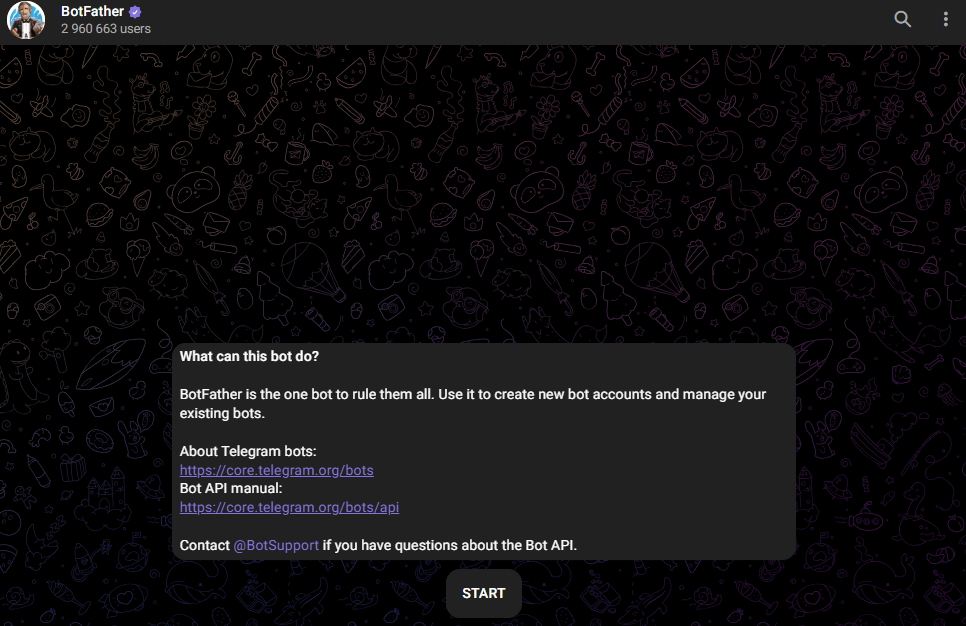 BotFather
2 960 663 users
What can this bot do?
BotFather is the one bot to rule them all. Use it to create new bot accounts and manage your
existing bots.
About Telegram bots:
https://core.telegram.org/bots
Bot API manual:
https://core.telegram.org/bots/api
Contact @BotSupport if you have questions about the Bot API.
START